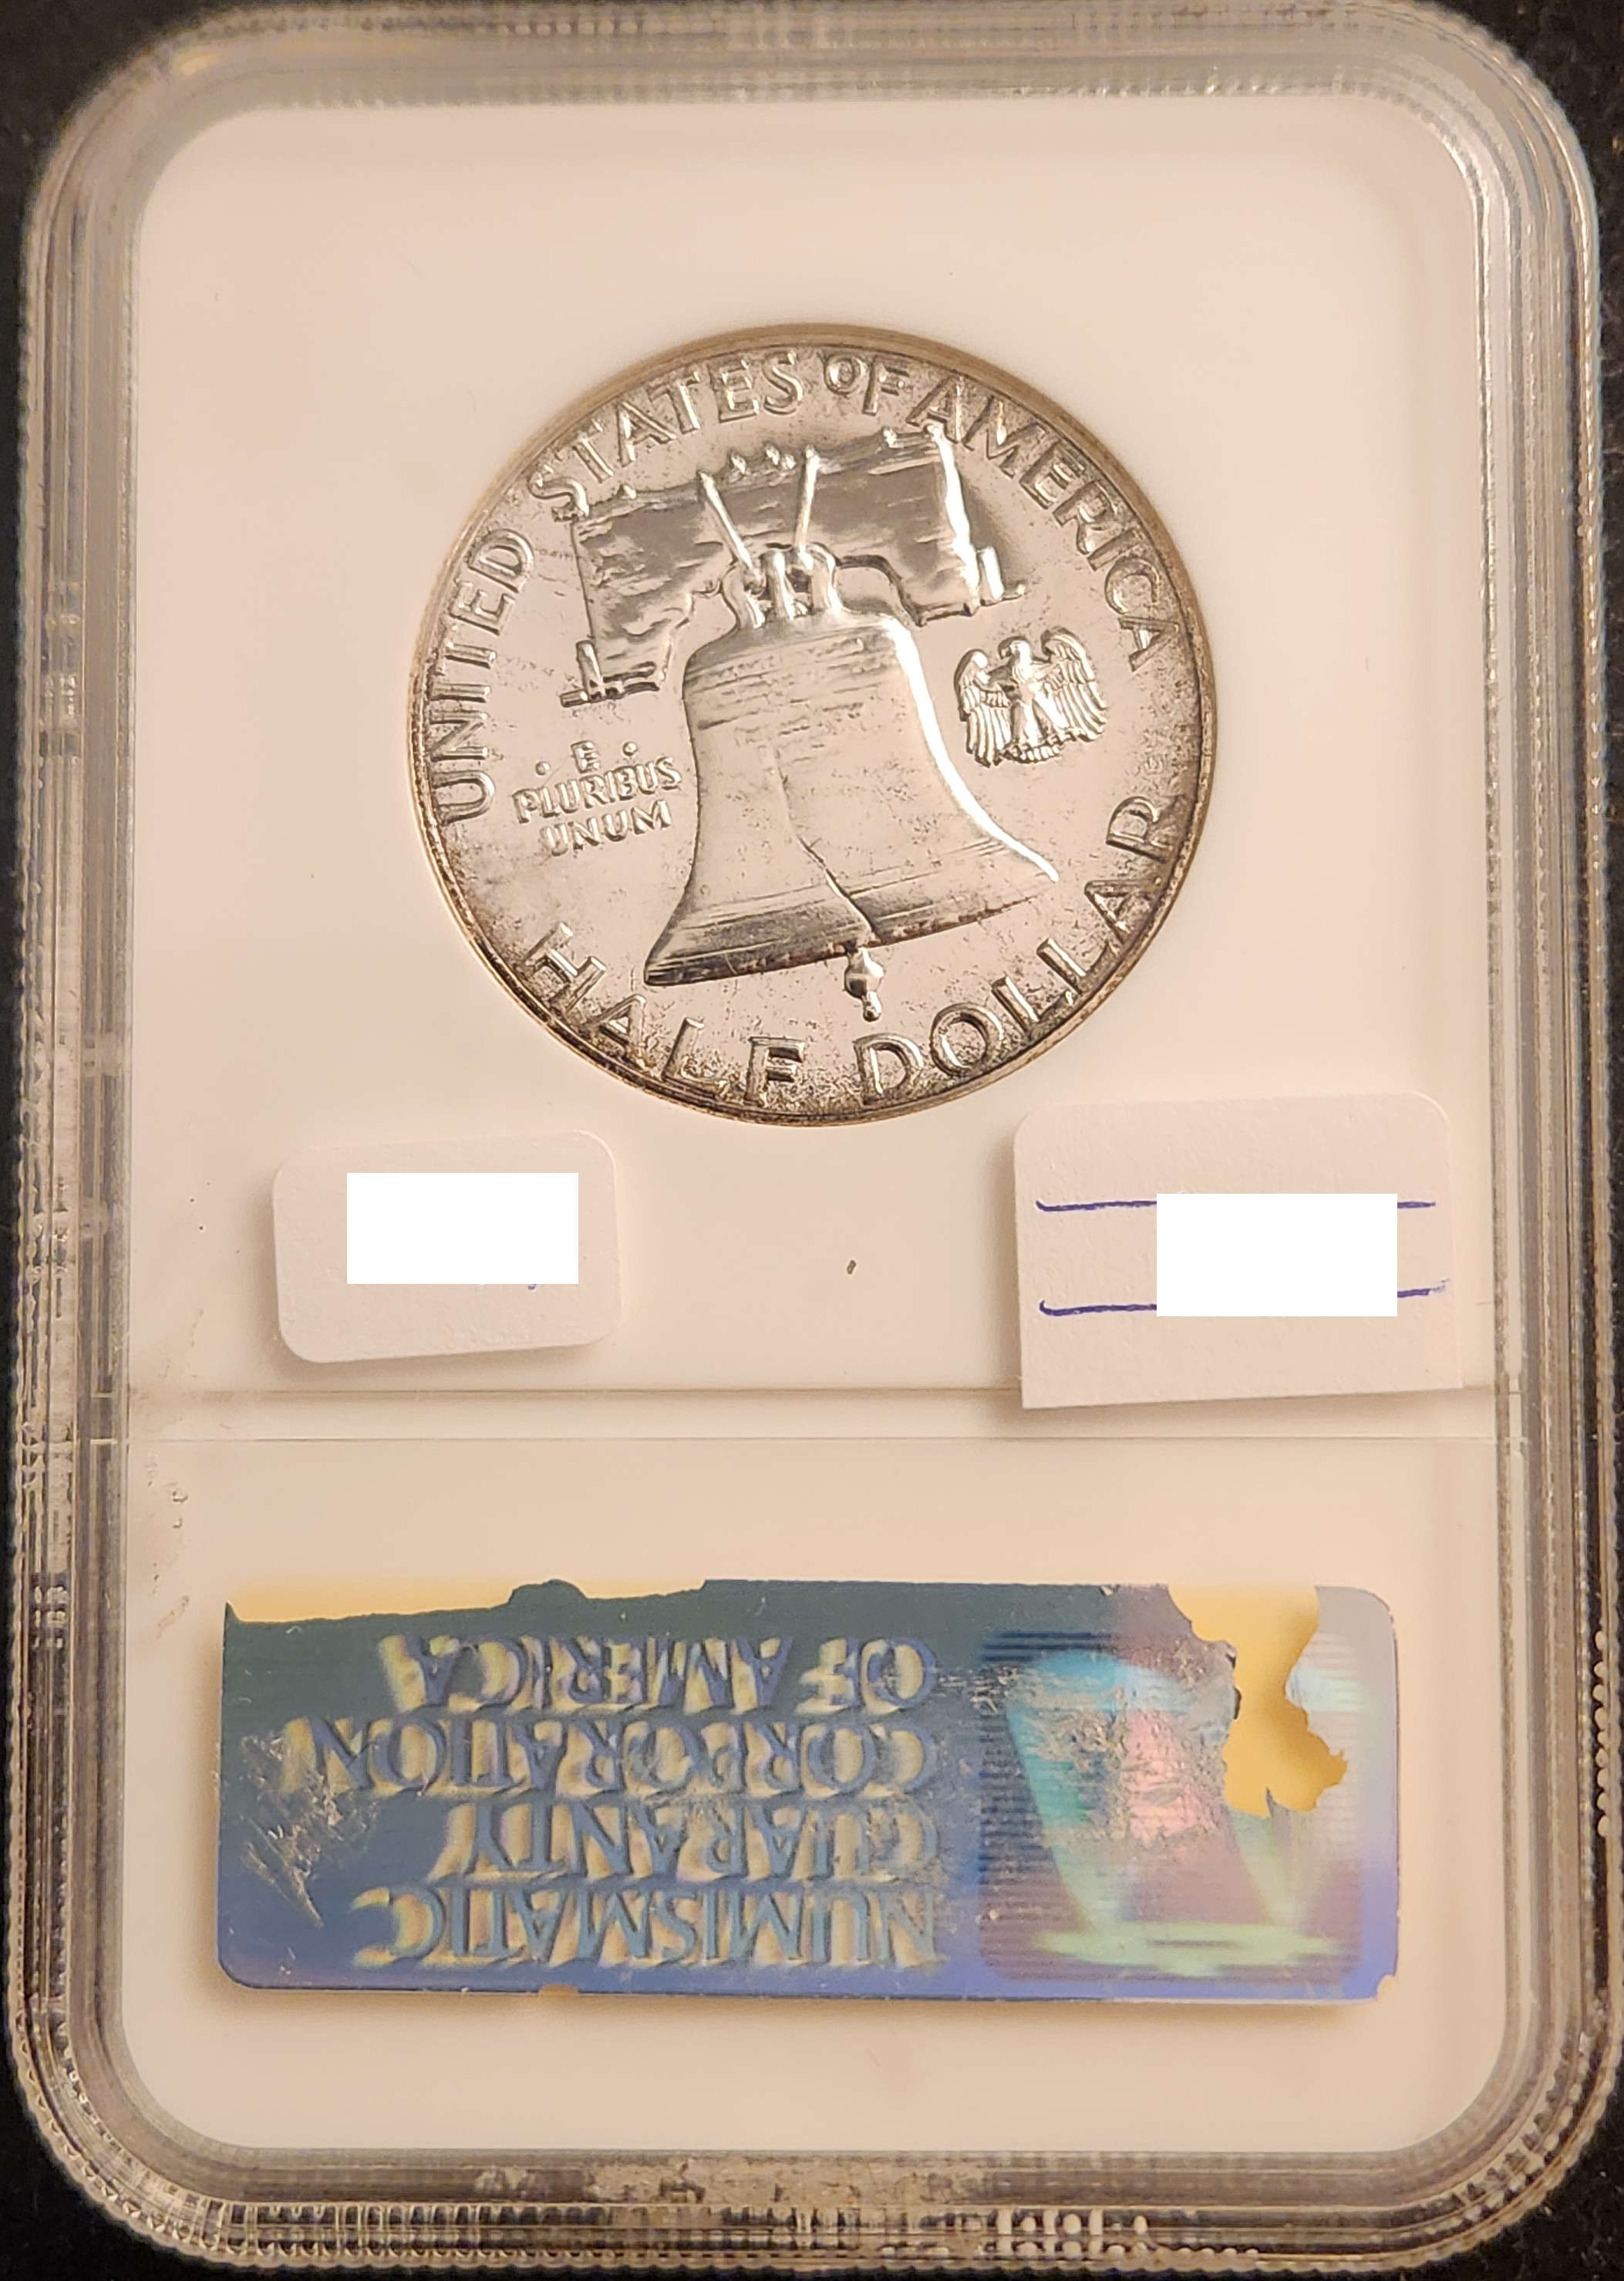 UNITED STATES OF AMERICA
· E ·
PLURIBUS
UNUM
HALF DOLLAR
NUMISMATIC
GUARANTY
CORPORATION
OF AMERICA